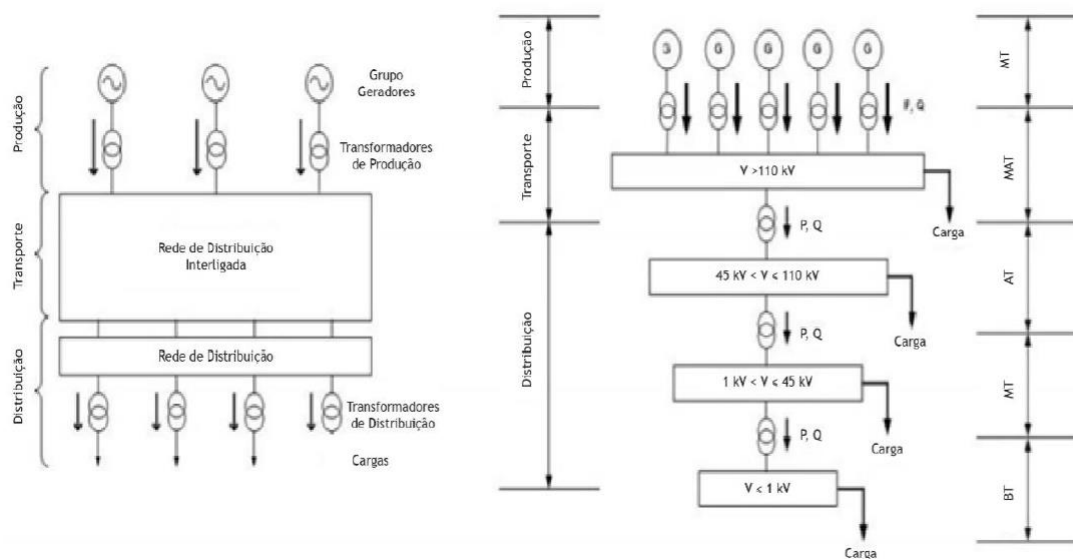 Produção
Transporte
Distribuição
Grupo
Geradores
Transformadores
de Produção
Rede de Distribuição
Interligada
Rede de Distribuição
Transformadores
de Distribuição
Cargas
Produção
Transporte
Distribuição
G
G
G
G
G
P, Q
V >110 kV
Carga
P, Q
45 kV < V ≤ 110 kV
Carga
P, Q
1 kV < V ≤ 45 kV
Carga
P, Q
V < 1 kV
Carga
MT
MAT
AT
MT
BT